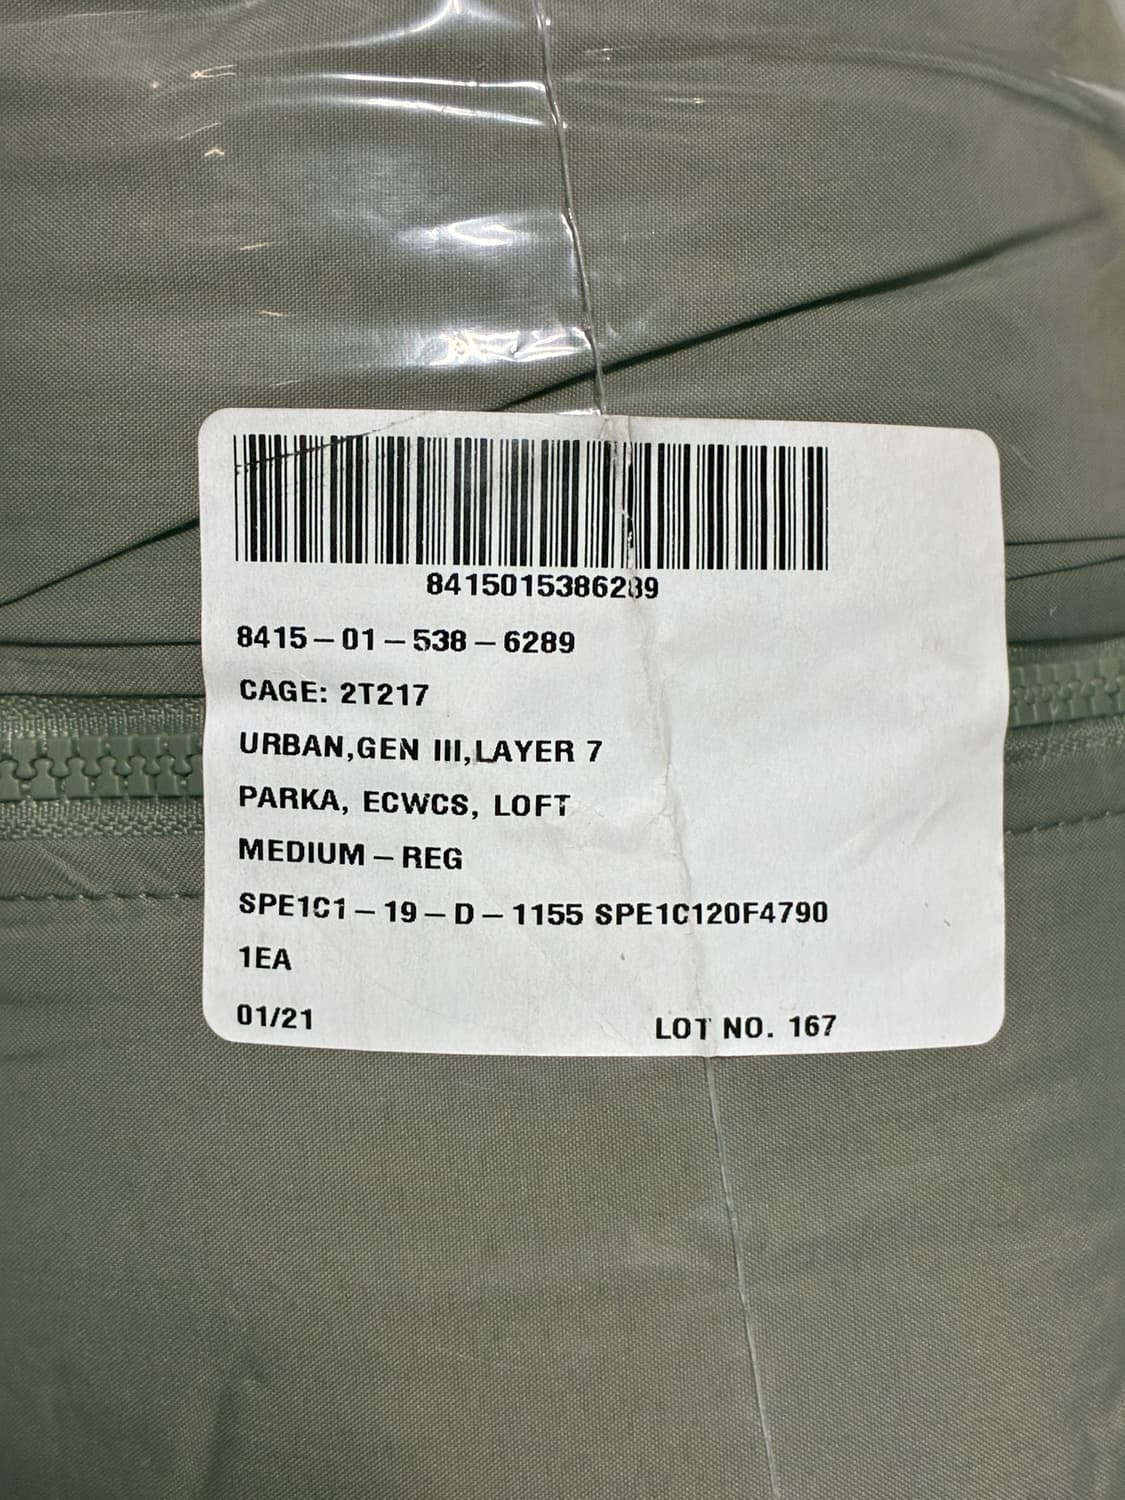 8415015386289
8415-01-538-6289
CAGE: 2T217
URBAN,GEN III,LAYER 7
PARKA, ECWCS, LOFT
MEDIUM-REG
SPE1C1-19-D-1155 SPE1C120F4790
1EA
01/21 LOT NO. 167